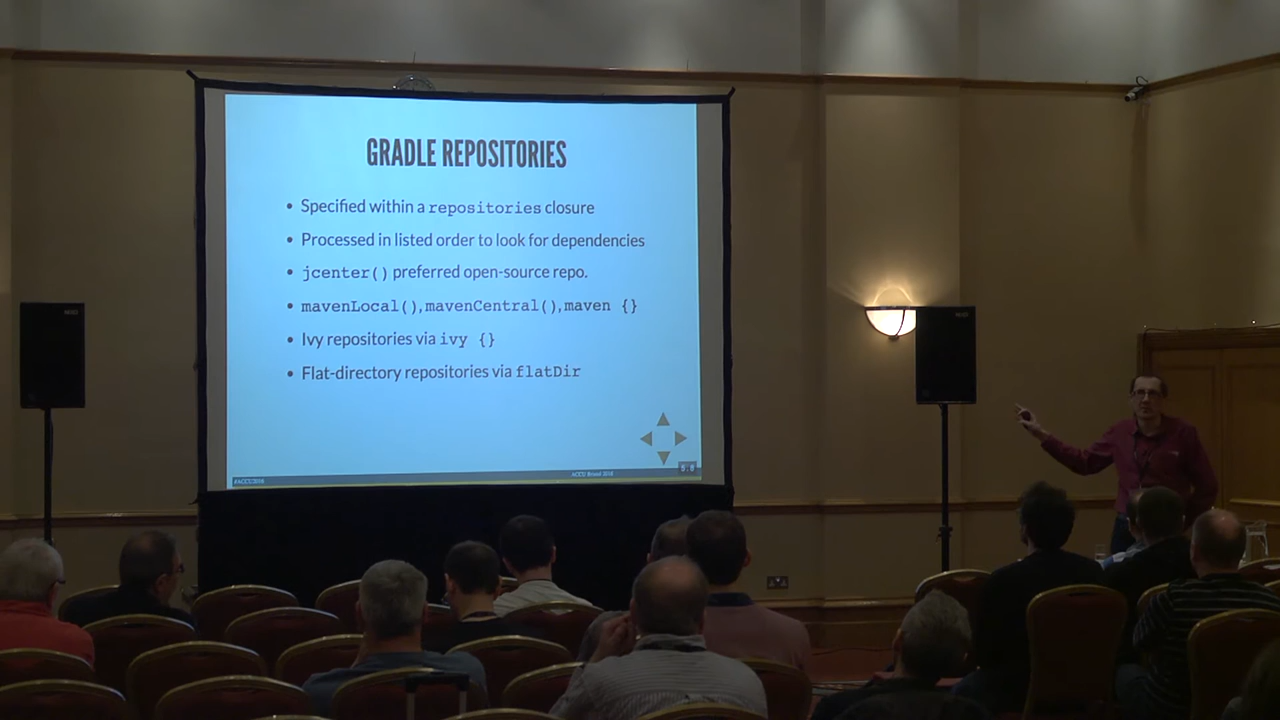 GRADLE REPOSITORIES
• Specified within a repositories closure
• Processed in listed order to look for dependencies
• jcenter() preferred open-source repo.
• mavenLocal(),mavenCentral(),maven {}
• Ivy repositories via ivy {}
• Flat-directory repositories via flatDir
#ACCU2018
ACCU Bristol 2018